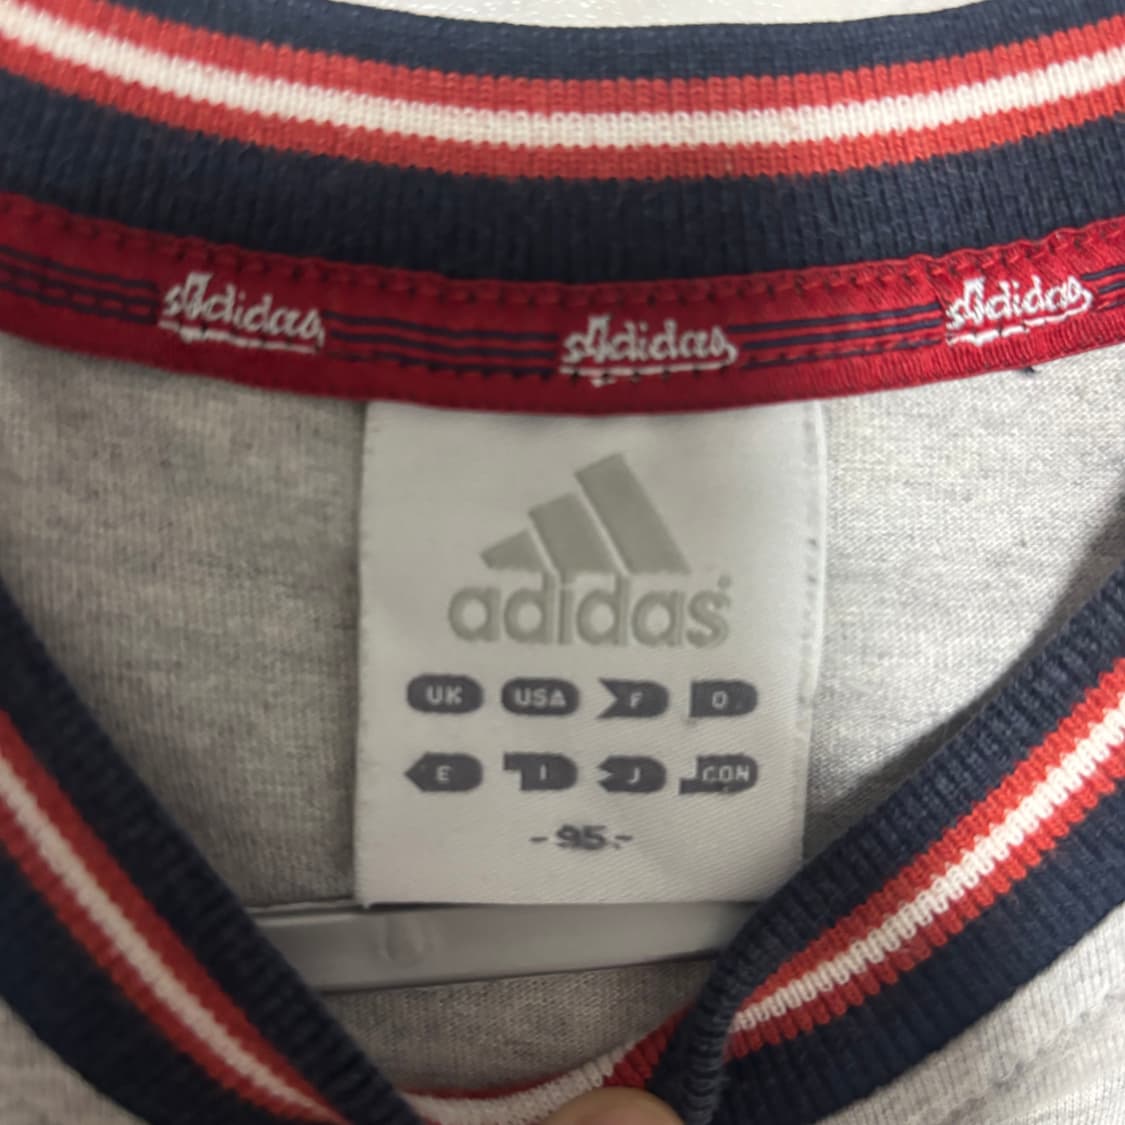 adidas adidas adidas
adidas
UK USA F D
E I J CON
- 95 -